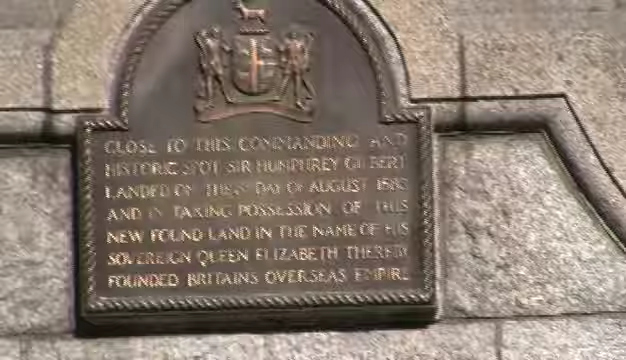 CLOSE TO THIS COMMANDING AND
HISTORIC SPOT SIR HUMPHREY GILBERT
LANDED ON THE 5TH DAY OF AUGUST 1583
AND IN TAKING POSSESSION OF THIS
NEW FOUND LAND IN THE NAME OF HIS
SOVEREIGN QUEEN ELIZABETH THEREBY
FOUNDED BRITAINS OVERSEAS EMPIRE